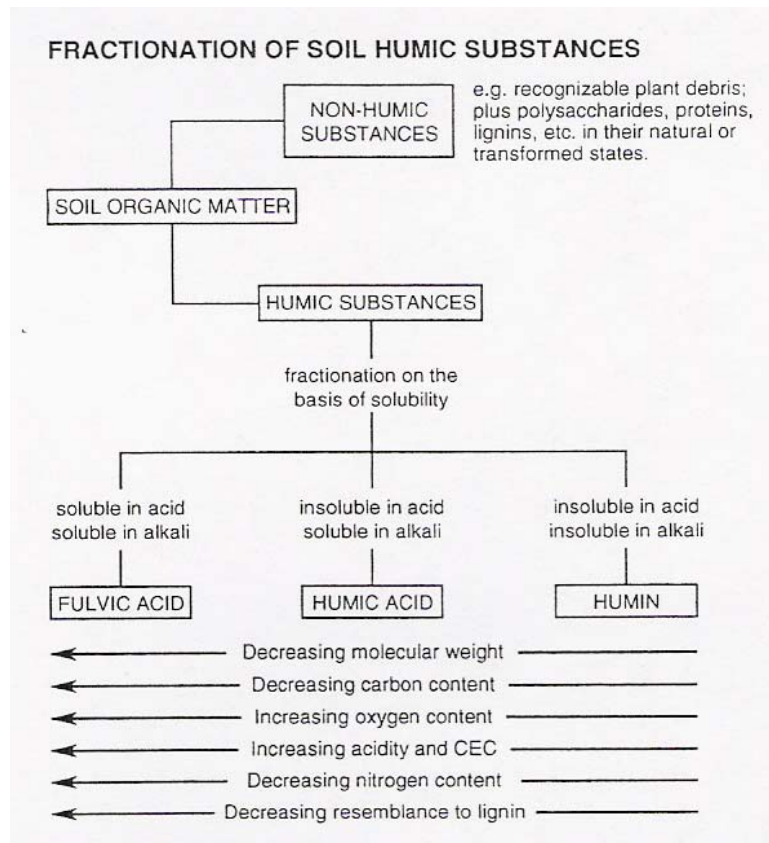 FRACTIONATION OF SOIL HUMIC SUBSTANCES
NON-HUMIC
SUBSTANCES
e.g. recognizable plant debris;
plus polysaccharides, proteins,
lignins, etc. in their natural or
transformed states.
SOIL ORGANIC MATTER
HUMIC SUBSTANCES
fractionation on the
basis of solubility
soluble in acid
soluble in alkali
insoluble in acid
soluble in alkali
insoluble in acid
insoluble in alkali
FULVIC ACID
HUMIC ACID
HUMIN
Decreasing molecular weight
Decreasing carbon content
Increasing oxygen content
Increasing acidity and CEC
Decreasing nitrogen content
Decreasing resemblance to lignin